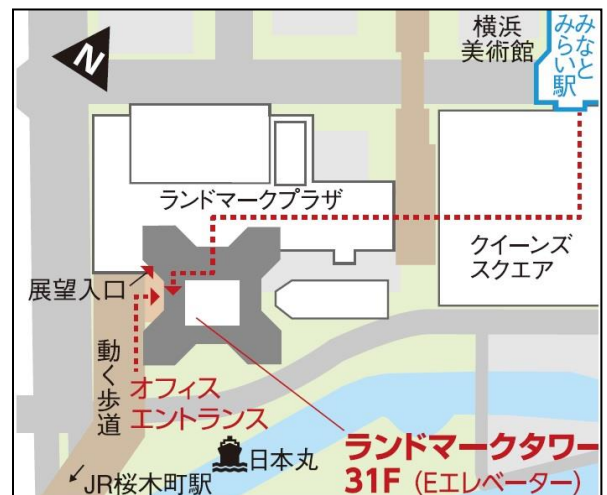 N
横浜
美術館
みなと
みらい駅
ランドマークプラザ
クイーンズ
スクエア
展望入口
動く歩道
オフィス
エントランス
日本丸
ランドマークタワー
31F (Eエレベーター)
JR桜木町駅